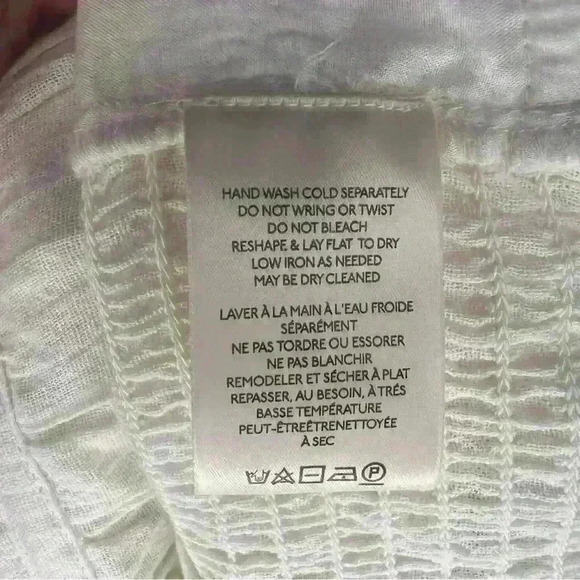 HAND WASH COLD SEPARATELY
DO NOT WRING OR TWIST
DO NOT BLEACH
RESHAPE & LAY FLAT TO DRY
LOW IRON AS NEEDED
MAY BE DRY CLEANED
LAVER À LA MAIN À L'EAU FROIDE
SÉPARÉMENT
NE PAS TORDRE OU ESSORER
NE PAS BLANCHIR
REMODELER ET SÉCHER À PLAT
REPASSER, AU BESOIN, À TRÉS
BASSE TEMPÉRATURE
PEUT-ÊTREÊTRENETTOYÉE
À SEC
P